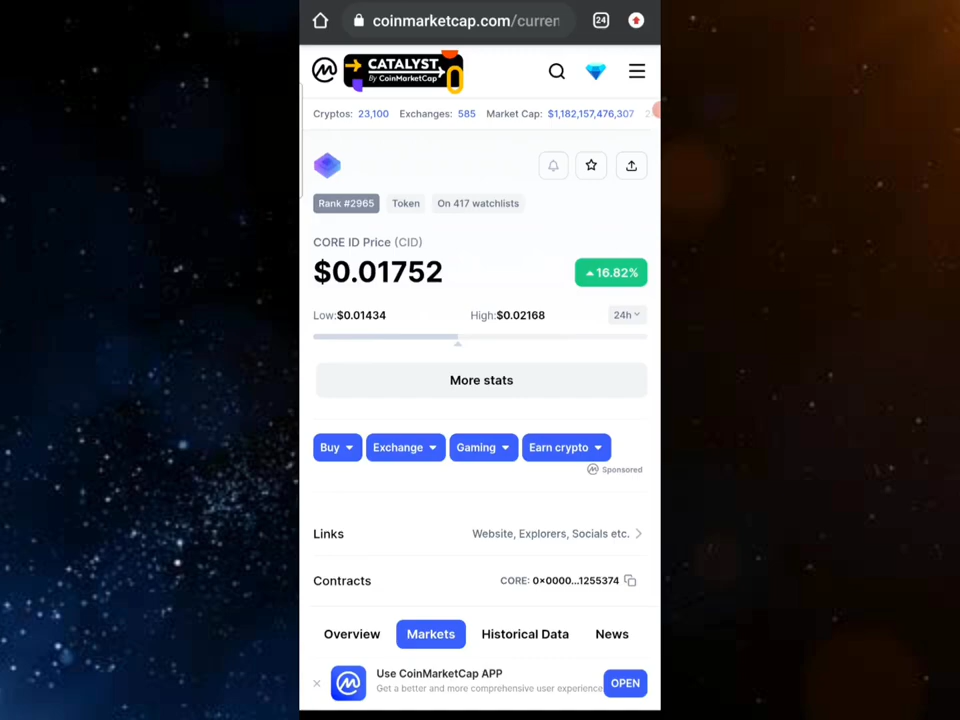 coinmarketcap.com/curren
24
CATALYST
By CoinMarketCap
Cryptos: 23,100 Exchanges: 585 Market Cap: $1,182,157,476,307 2
Rank #2965 Token On 417 watchlists
CORE ID Price (CID)
$0.01752
16.82%
Low:$0.01434 High:$0.02168 24h
More stats
Buy Exchange Gaming Earn crypto
Sponsored
Links Website, Explorers, Socials etc.
Contracts CORE: 0x0000...1255374
Overview Markets Historical Data News
Use CoinMarketCap APP
Get a better and more comprehensive user experience
OPEN